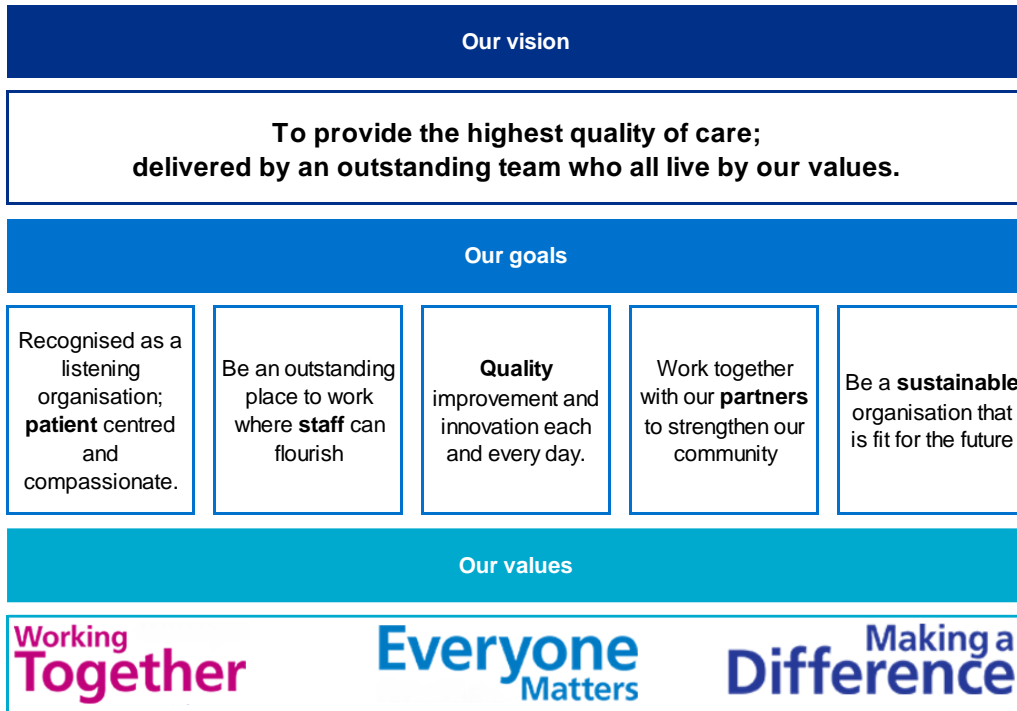 Our vision
To provide the highest quality of care;
delivered by an outstanding team who all live by our values.
Our goals
Recognised as a
listening
organisation;
patient centred
and
compassionate.
Be an outstanding
place to work
where staff can
flourish
Quality
improvement and
innovation each
and every day.
Work together
with our partners
to strengthen our
community
Be a sustainable
organisation that
is fit for the future
Our values
Working
Together
Everyone
Matters
Making a
Difference